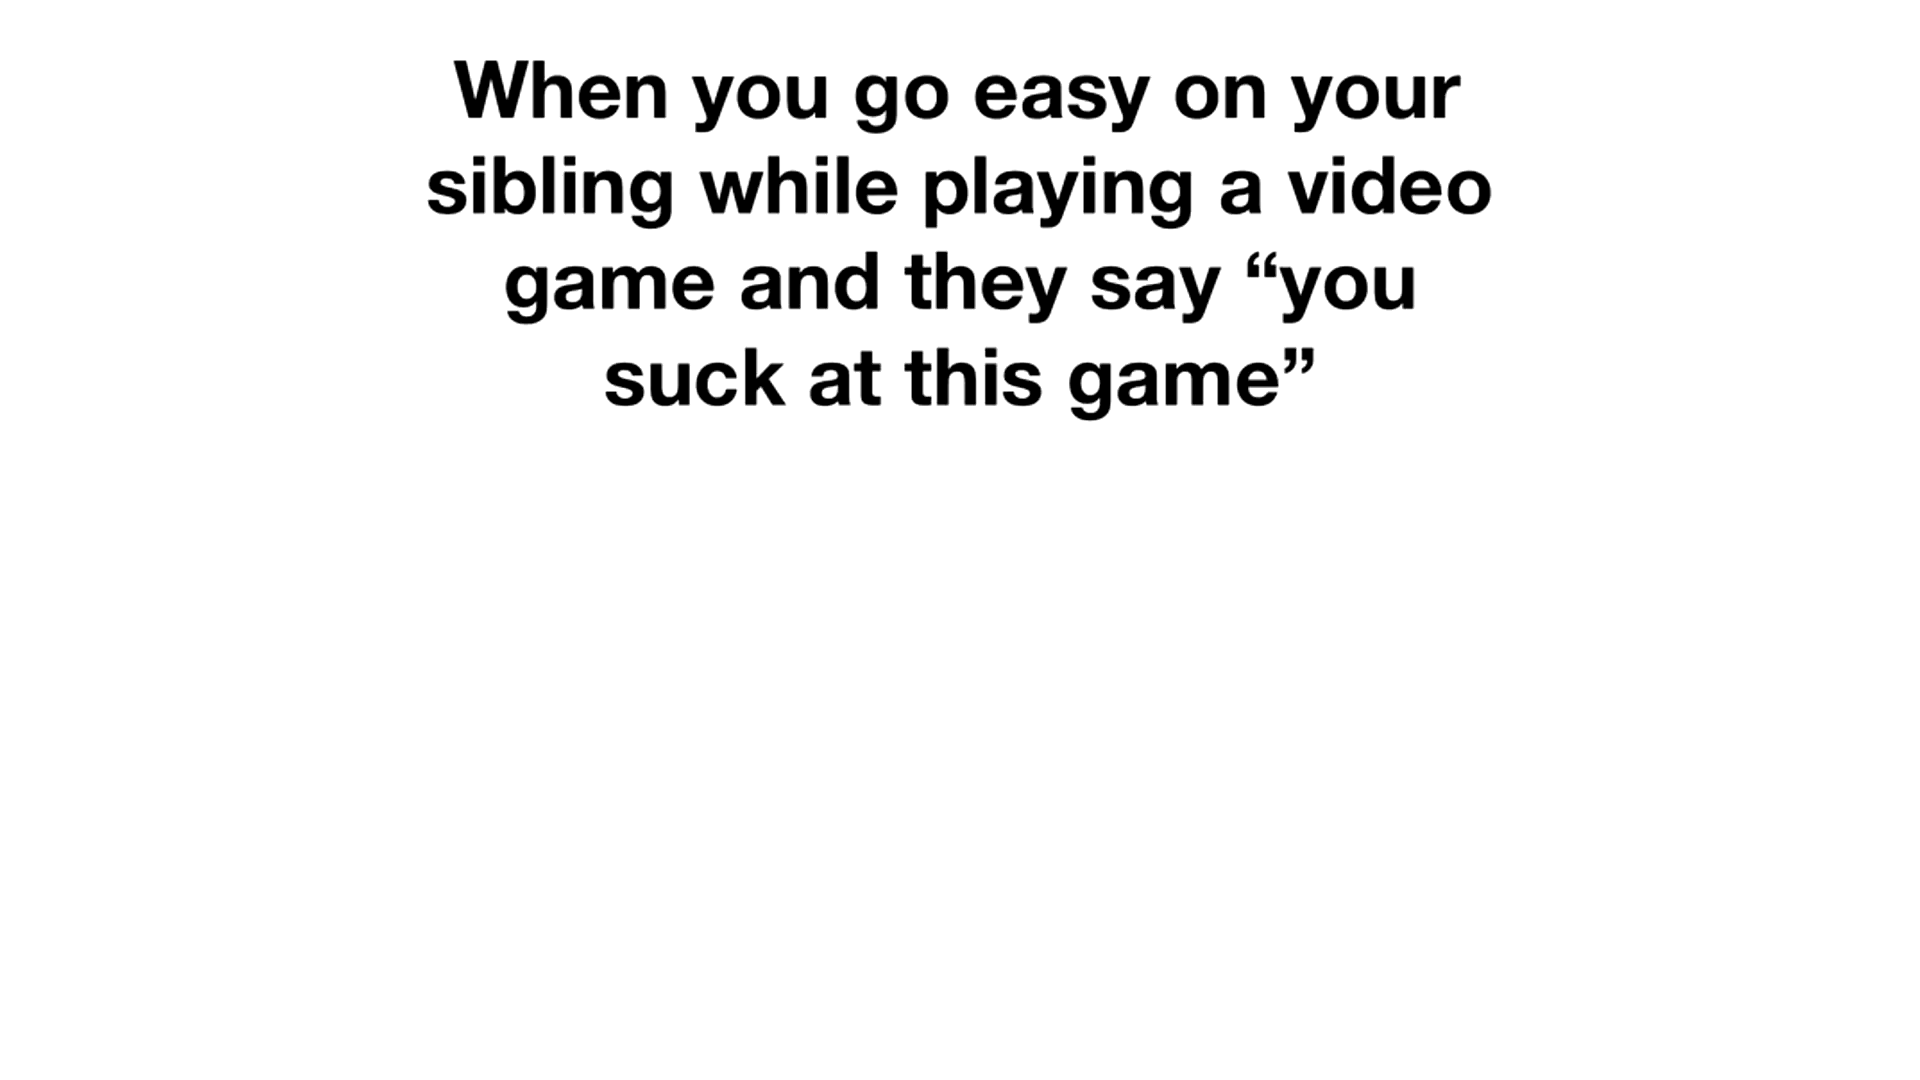 When you go easy on your
sibling while playing a video
game and they say “you
suck at this game”